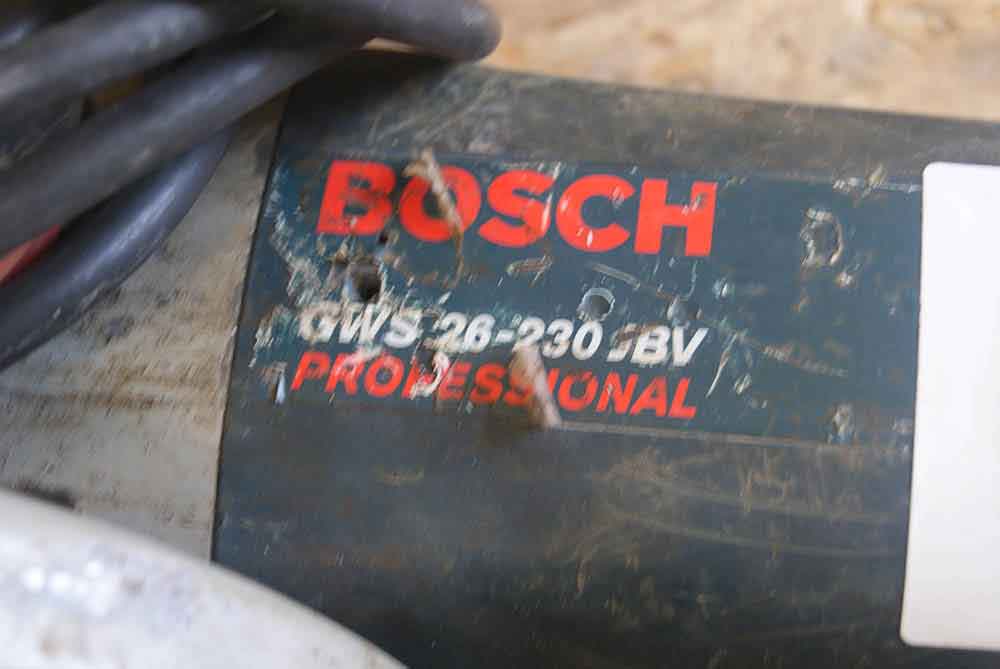 BOSCH
GWS 26-230 JBV
PROFESSIONAL